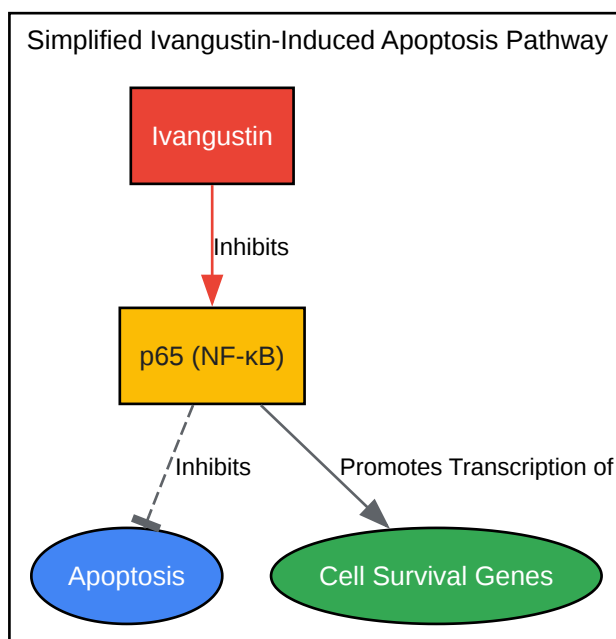 Simplified Ivangustin-Induced Apoptosis Pathway
Ivangustin
Inhibits
p65 (NF-κB)
Inhibits
Promotes Transcription of
Apoptosis
Cell Survival Genes